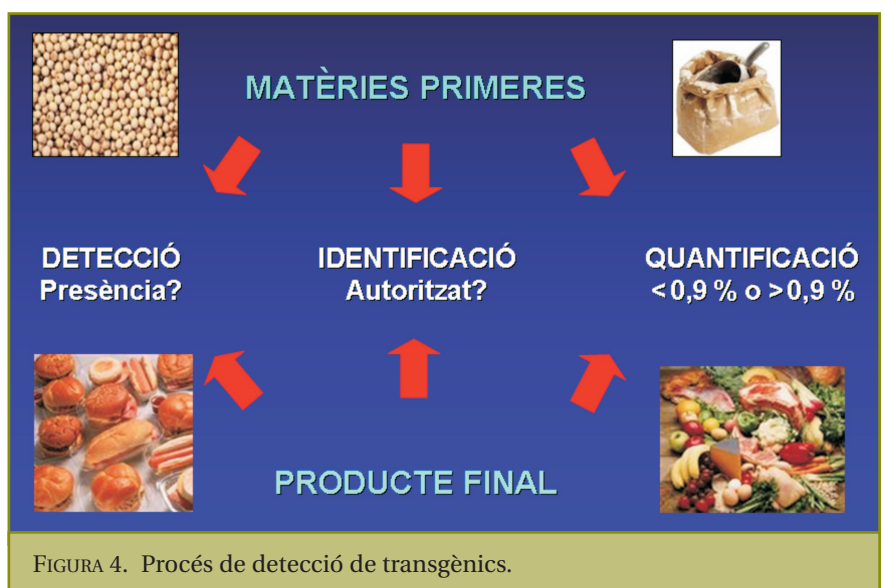 MATÈRIES PRIMERES
DETECCIÓ
Presència?
IDENTIFICACIÓ
Autoritzat?
QUANTIFICACIÓ
<0,9 % o >0,9 %
PRODUCTE FINAL
FIGURA 4. Procés de detecció de transgènics.